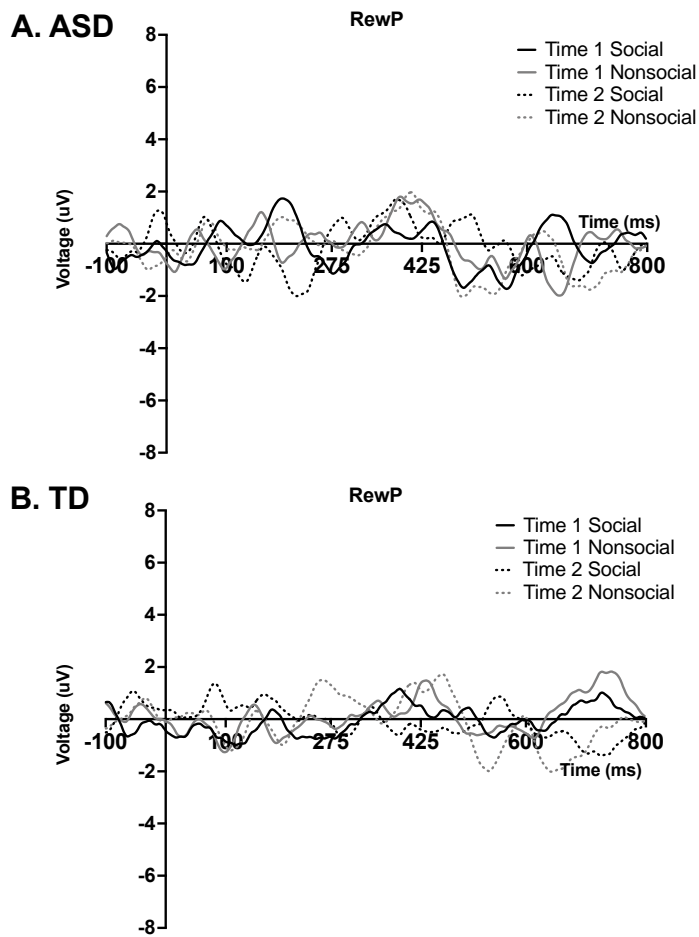 A. ASD
RewP
Time 1 Social
Time 1 Nonsocial
Time 2 Social
Time 2 Nonsocial
8
6
4
2
-2
-4
-6
-8
Voltage (uV)
Time (ms)
-100 100 275 425 600 800
B. TD
RewP
Time 1 Social
Time 1 Nonsocial
Time 2 Social
Time 2 Nonsocial
8
6
4
2
-2
-4
-6
-8
Voltage (uV)
-100 100 275 425 600 800
Time (ms)